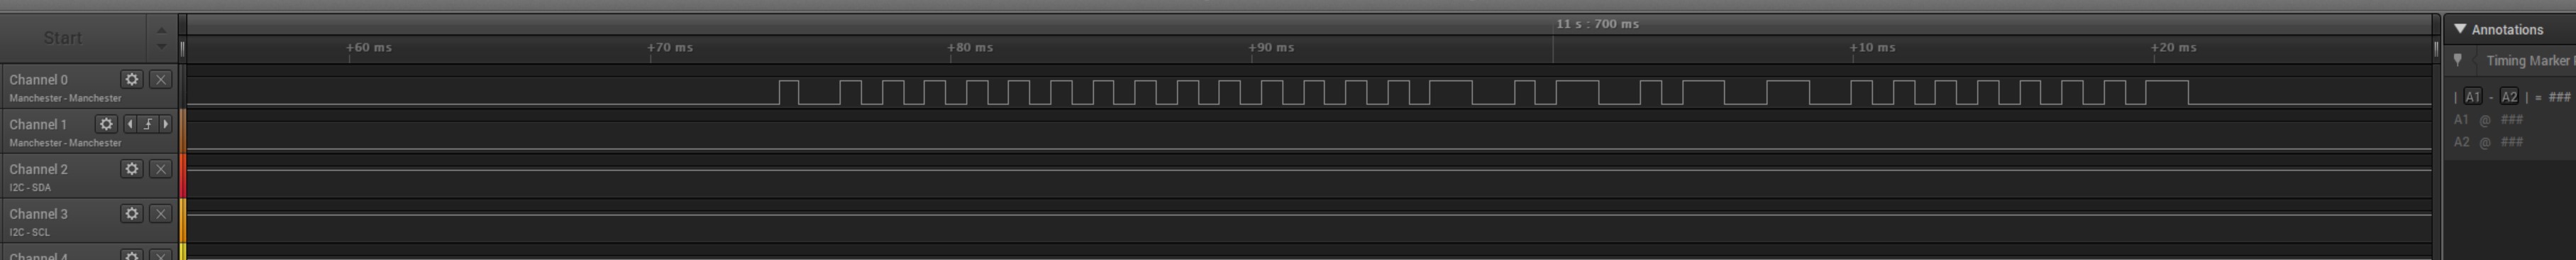 Start
11 s : 700 ms
+60 ms +70 ms +80 ms +90 ms +10 ms +20 ms
Annotations
Timing Marker
Channel 0
Manchester - Manchester
| A1 - A2 | = ###
A1 @ ###
A2 @ ###
Channel 1
Manchester - Manchester
Channel 2
I2C - SDA
Channel 3
I2C - SCL
Channel 4